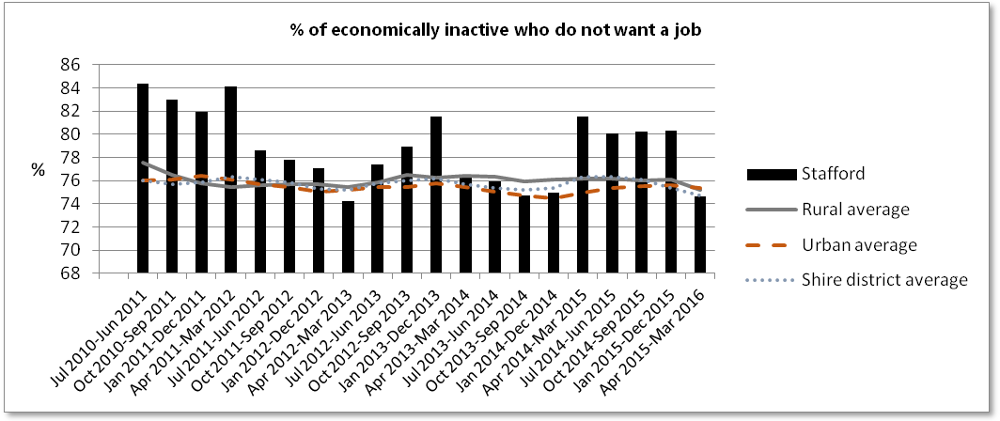 % of economically inactive who do not want a job
86
84
82
80
78
76
74
72
70
68
%
Jul 2010-Jun 2011
Oct 2010-Sep 2011
Jan 2011-Dec 2011
Apr 2011-Mar 2012
Jul 2011-Jun 2012
Oct 2011-Sep 2012
Jan 2012-Dec 2012
Apr 2012-Mar 2013
Jul 2012-Jun 2013
Oct 2012-Sep 2013
Jan 2013-Dec 2013
Apr 2013-Mar 2014
Jul 2013-Jun 2014
Oct 2013-Sep 2014
Jan 2014-Dec 2014
Apr 2014-Mar 2015
Jul 2014-Jun 2015
Oct 2014-Sep 2015
Jan 2015-Dec 2015
Apr 2015-Mar 2016
Stafford
Rural average
Urban average
Shire district average